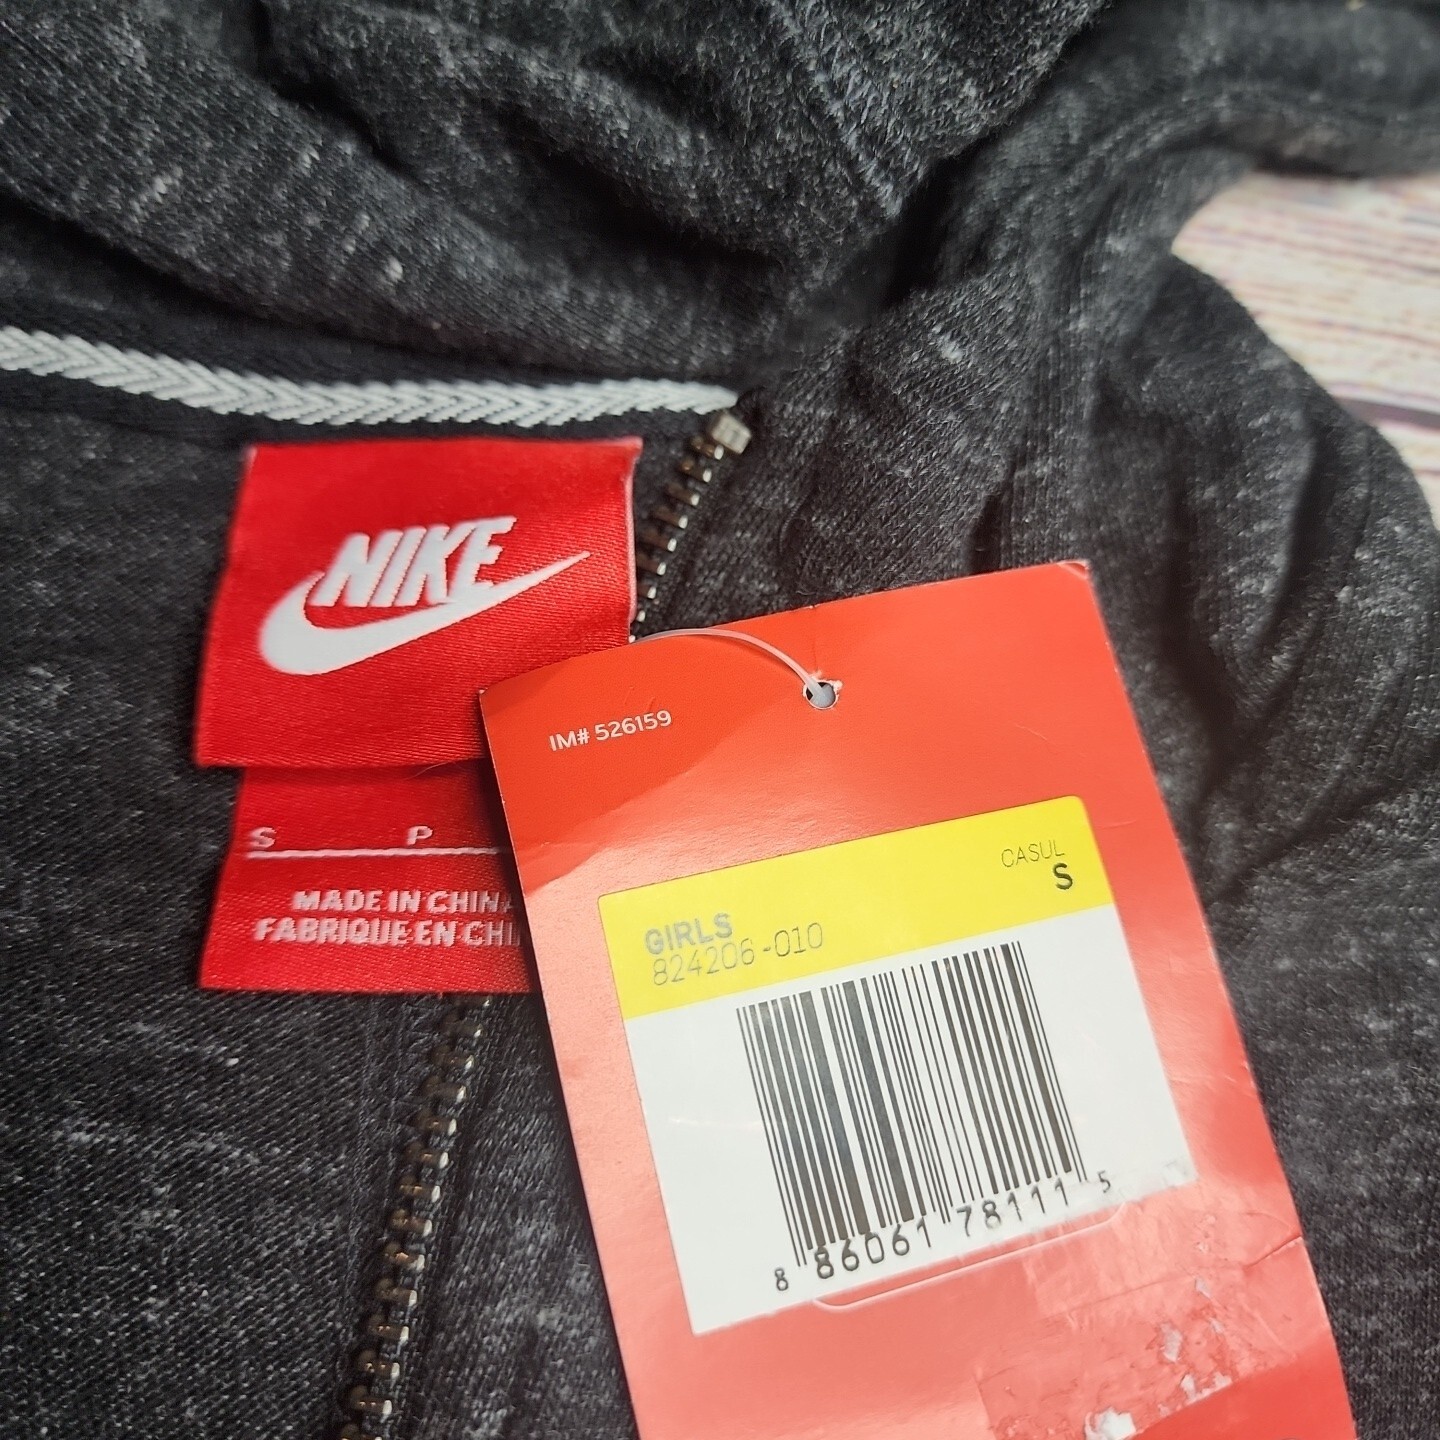 NIKE
S P
MADE IN CHINA
FABRIQUE EN CHI
IM# 526159
CASUL
S
GIRLS
824206-010
8 86061 78111 5